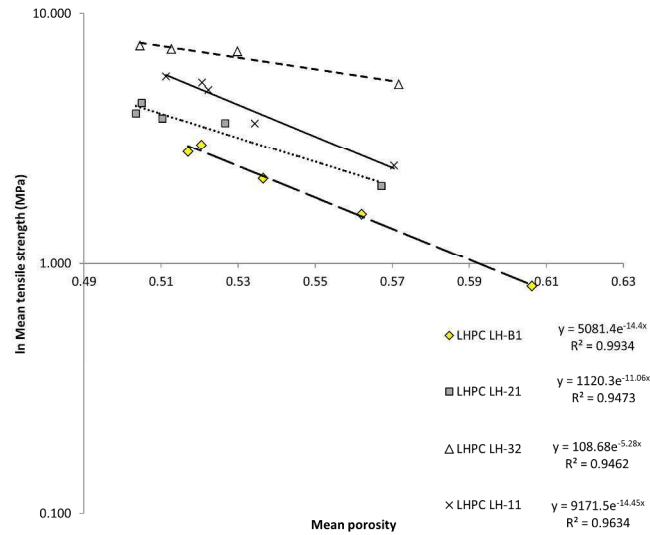 10.000
1.000
0.100
0.49 0.51 0.53 0.55 0.57 0.59 0.61 0.63
ln Mean tensile strength (MPa)
Mean porosity
LHPC LH-B1
y = 5081.4e^-14.4x
R² = 0.9934
LHPC LH-21
y = 1120.3e^-11.06x
R² = 0.9473
LHPC LH-32
y = 108.68e^-5.28x
R² = 0.9462
LHPC LH-11
y = 9171.5e^-14.45x
R² = 0.9634